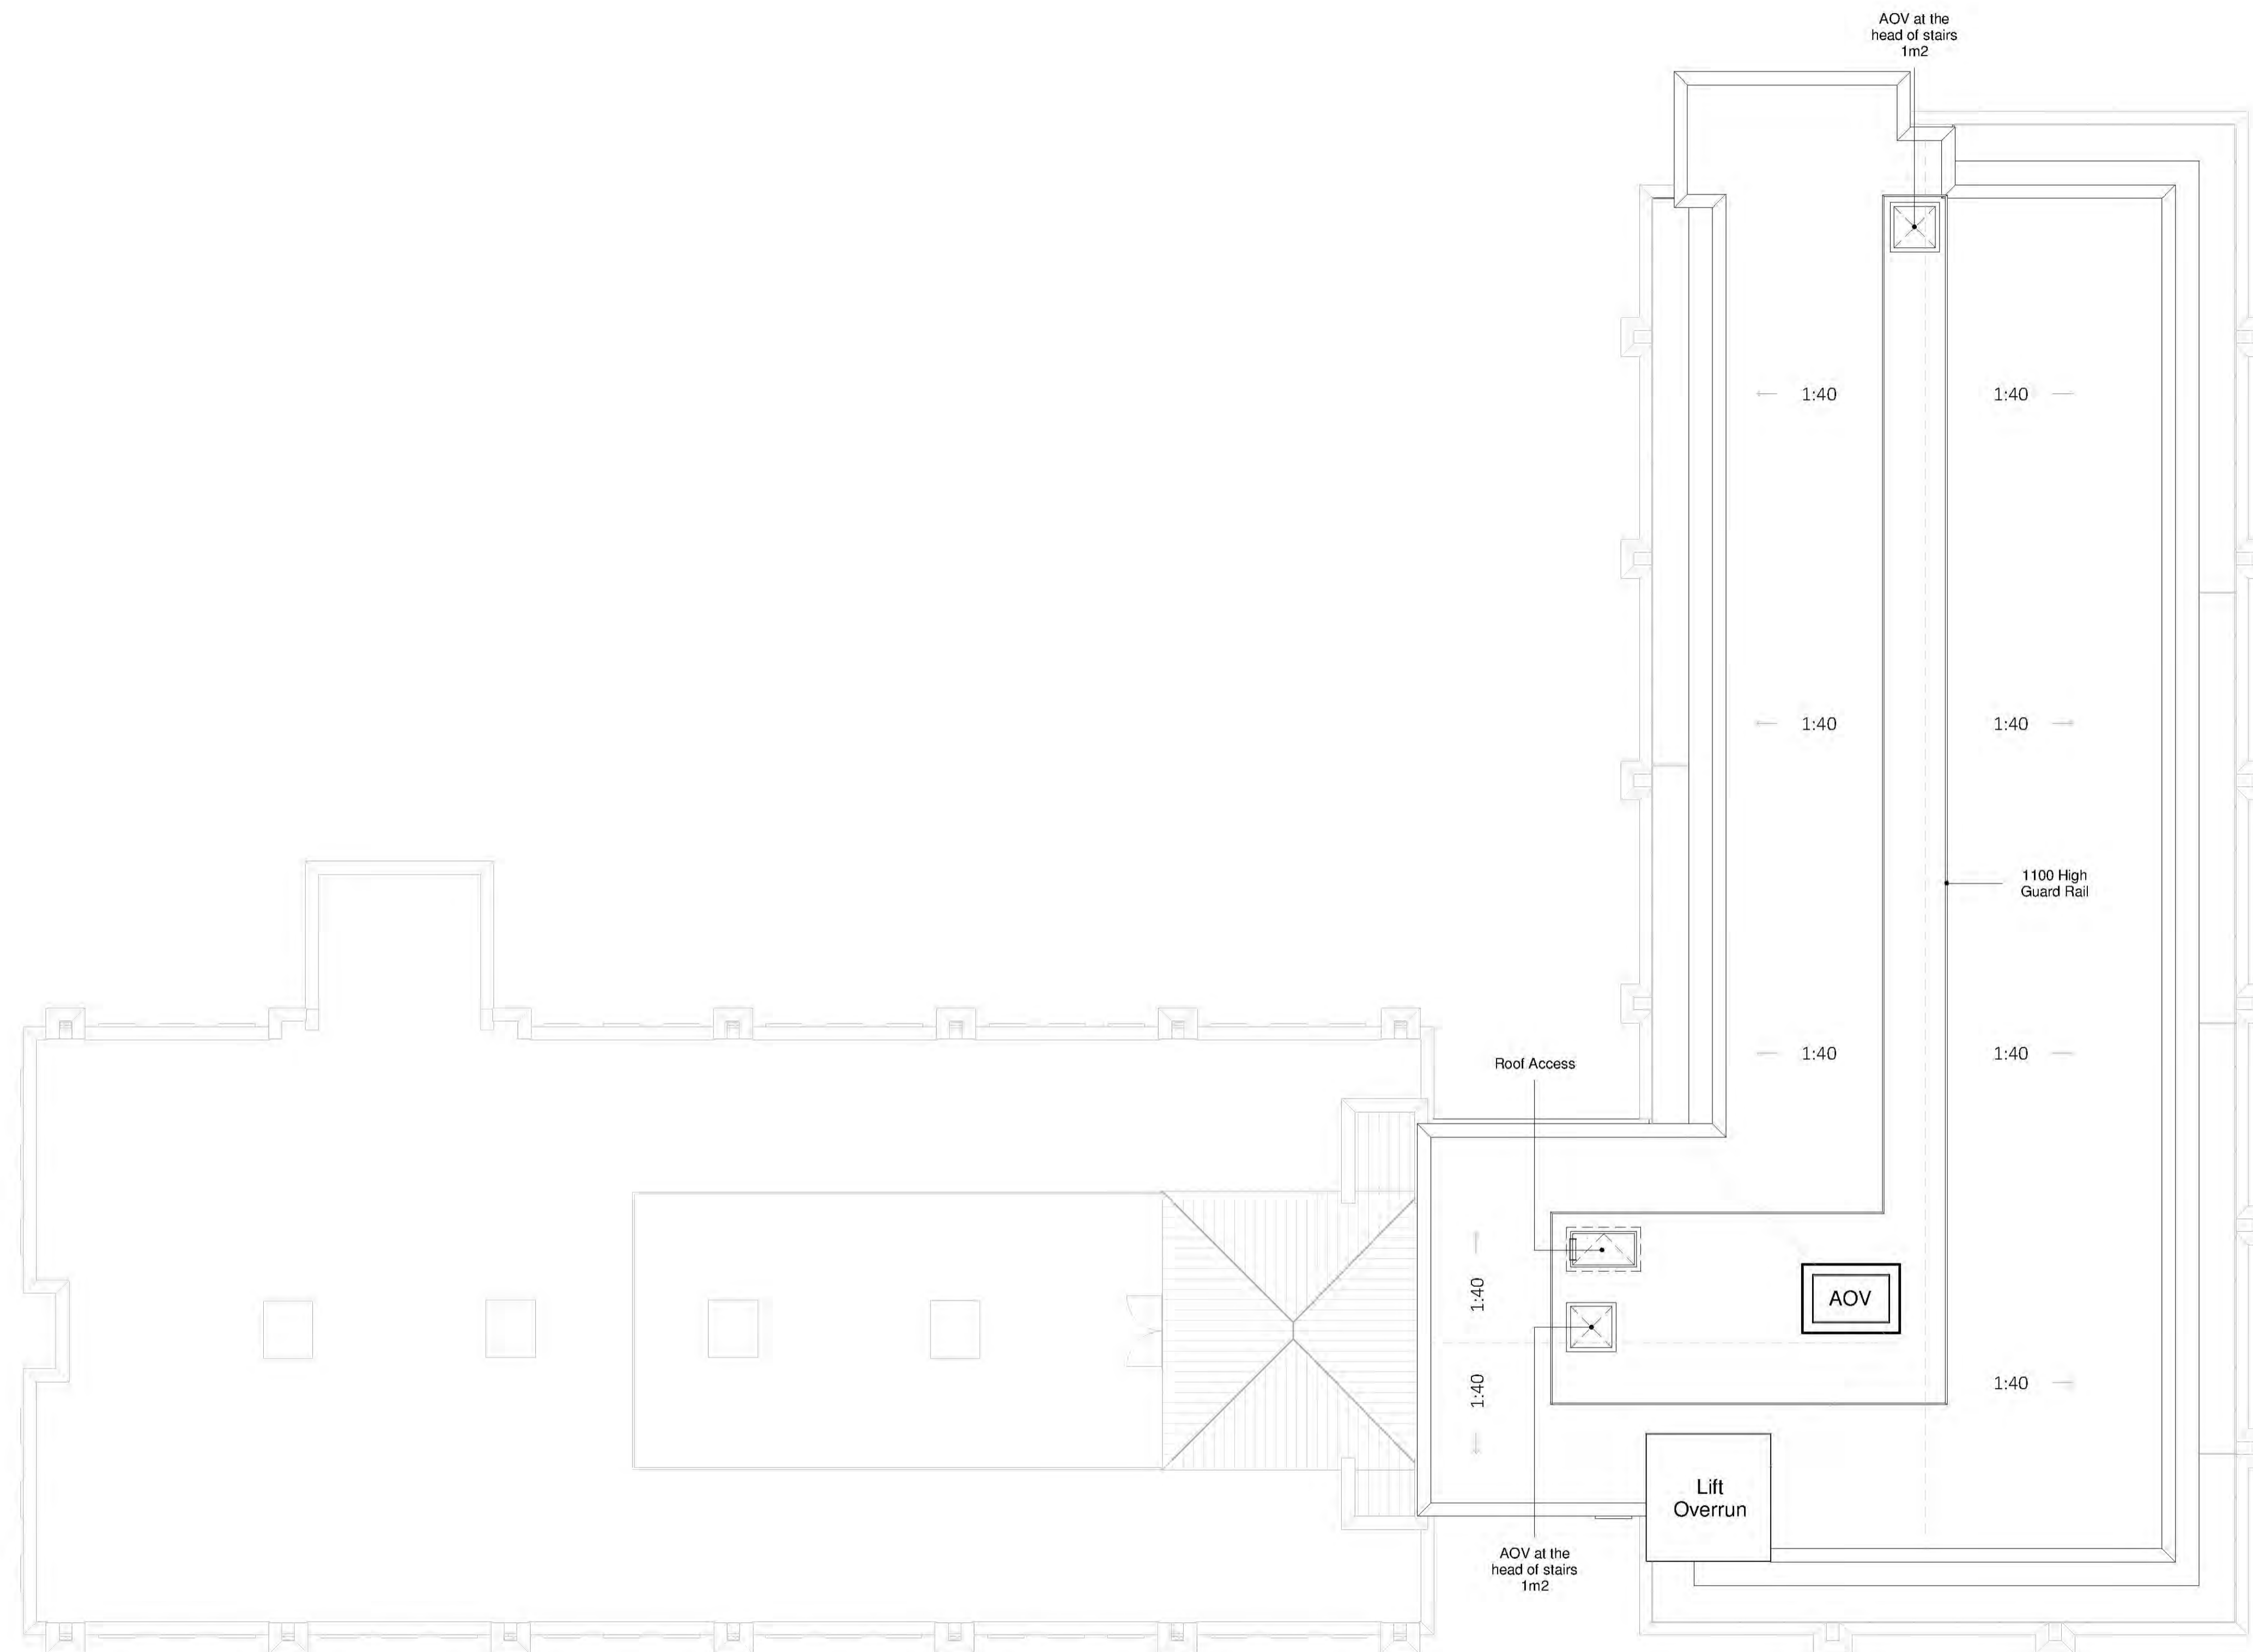 AOV at the
head of stairs
1m2
1:40
1:40
1:40
1:40
1100 High
Guard Rail
1:40
1:40
Roof Access
1:40
AOV
1:40
1:40
Lift
Overrun
AOV at the
head of stairs
1m2